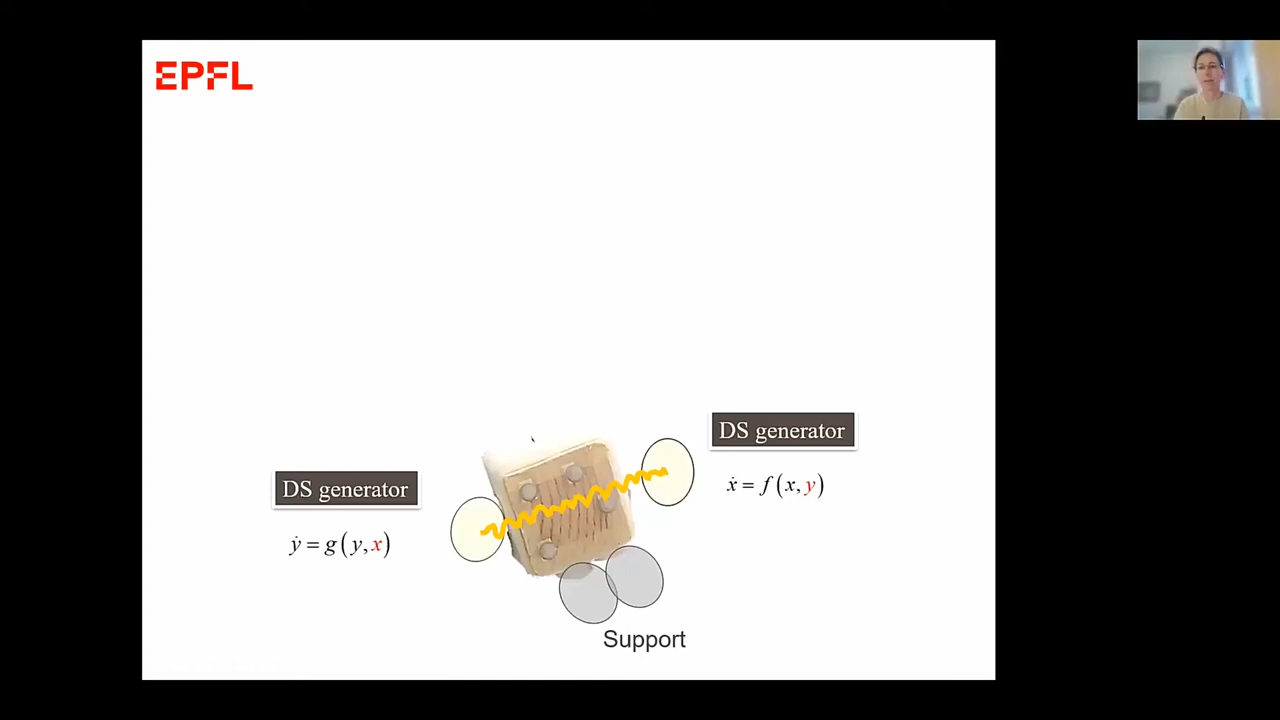 EPFL
DS generator
ẋ = f(x, y)
DS generator
ẏ = g(y, x)
Support